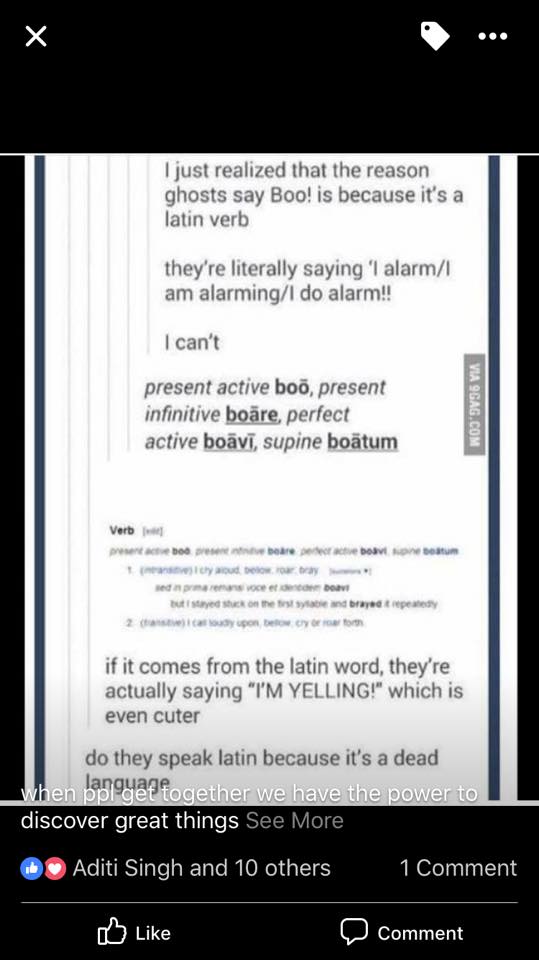 I just realized that the reason
ghosts say Boo! is because it's a
latin verb
they're literally saying 'I alarm/I
am alarming/I do alarm!!
I can't
present active boō, present
infinitive boāre, perfect
active boāvī, supine boātum
VIA 9GAG.COM
Verb [edit]
present active boō, present infinitive boāre, perfect active boāvī, supine boātum
1. (intransitive) I cry aloud, bellow, roar, bray
sed in prima remansi voce et identidem boavi
but I stayed stuck on the first syllable and brayed it repeatedly
2. (transitive) I call loudly upon, bellow, cry or roar forth.
if it comes from the latin word, they're
actually saying "I'M YELLING!" which is
even cuter
do they speak latin because it's a dead
language
when ppl get together we have the power to
discover great things See More
Aditi Singh and 10 others
1 Comment
Like
Comment